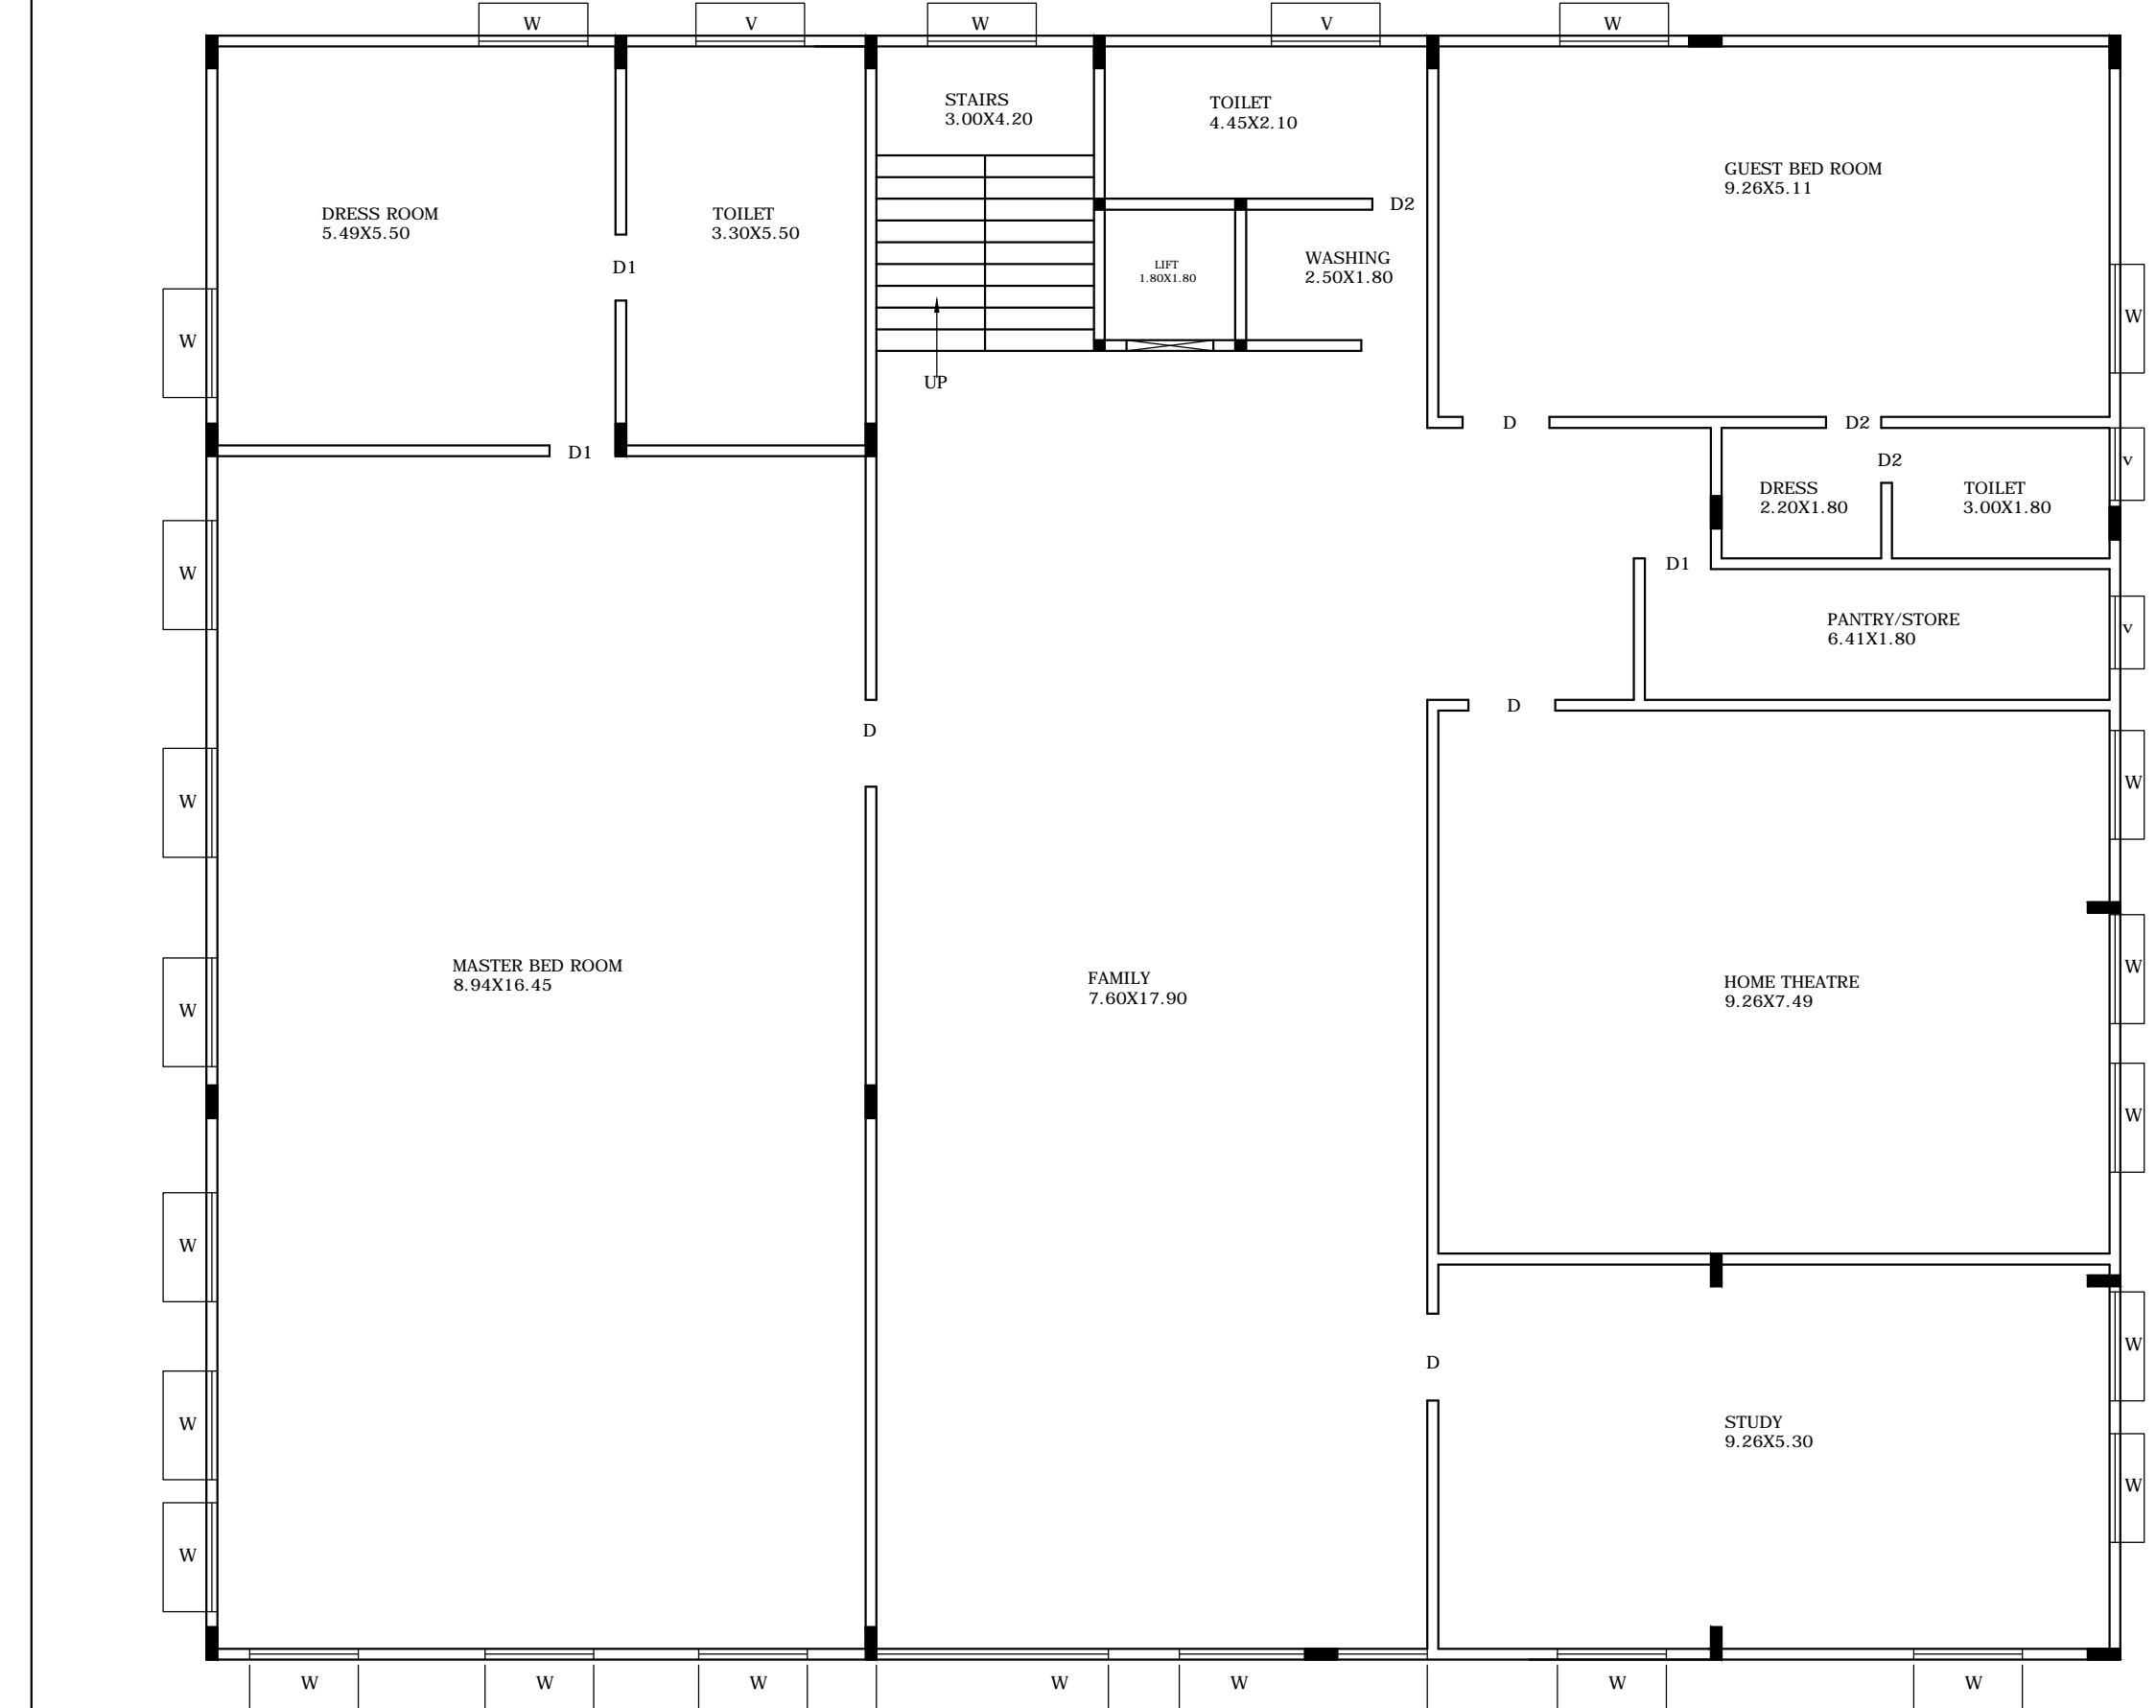 W
V
W
V
W
STAIRS
3.00X4.20
TOILET
4.45X2.10
GUEST BED ROOM
9.26X5.11
DRESS ROOM
5.49X5.50
TOILET
3.30X5.50
D2
D1
WASHING
2.50X1.80
LIFT
1.80X1.80
W
W
UP
D
D2
D1
D2
v
DRESS
2.20X1.80
TOILET
3.00X1.80
W
D1
PANTRY/STORE
6.41X1.80
v
D
D
W
W
MASTER BED ROOM
8.94X16.45
FAMILY
7.60X17.90
HOME THEATRE
9.26X7.49
W
W
W
W
W
D
STUDY
9.26X5.30
W
W
W
W
W
W
W
W
W
W
W